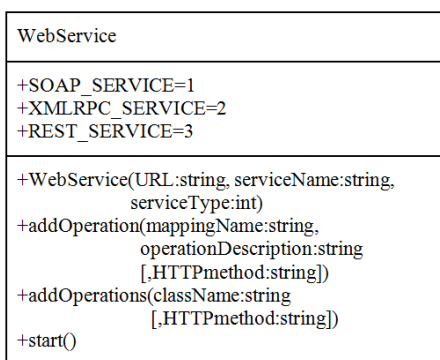 WebService
+SOAP_SERVICE=1
+XMLRPC_SERVICE=2
+REST_SERVICE=3
+WebService(URL:string, serviceName:string,
serviceType:int)
+addOperation(mappingName:string,
operationDescription:string
[,HTTPmethod:string])
+addOperations(className:string
[,HTTPmethod:string])
+start()